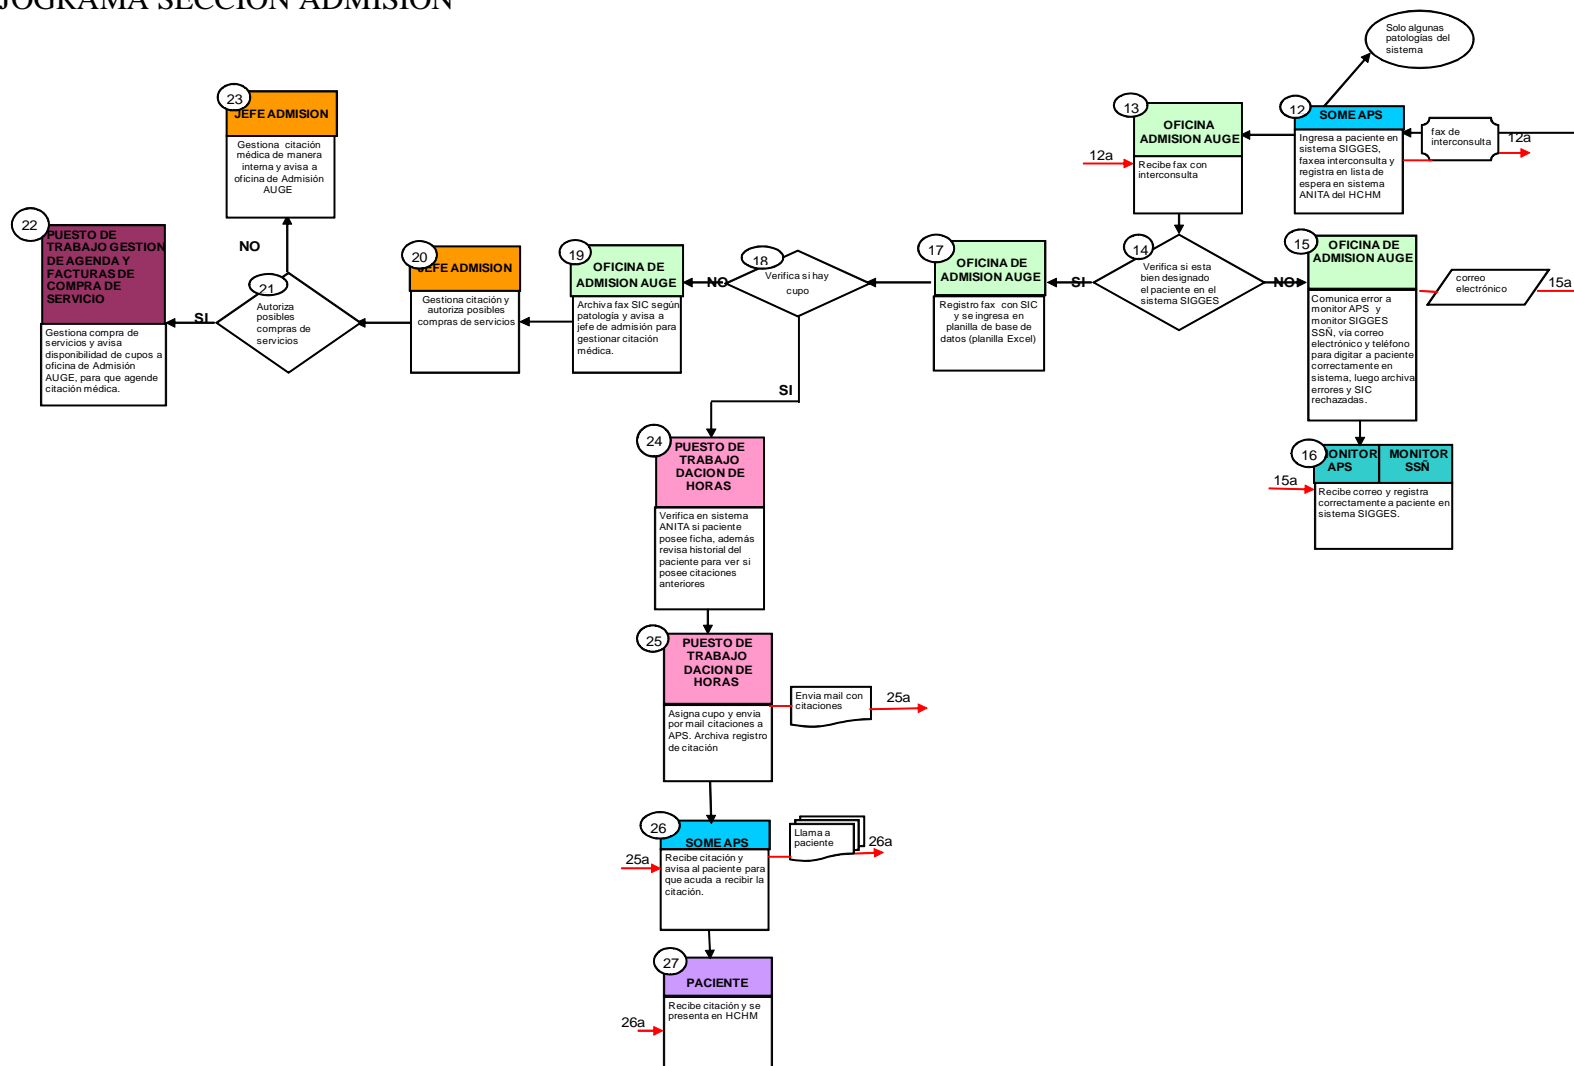 JOGRAMA SECCION ADMISION
Solo algunas
patologías del
sistema
23
JEFE ADMISION
Gestiona citación
médica de manera
interna y avisa a
oficina de Admisión
AUGE
13
OFICINA
ADMISION AUGE
12a
Recibe fax con
interconsulta
12
SOME APS
Ingresa a paciente en
sistema SIGGES,
faxea interconsulta y
registra en lista de
espera en sistema
ANITA del HCHM
fax de
interconsulta
12a
22
PUESTO DE
TRABAJO GESTION
DE AGENDA Y
FACTURAS DE
COMPRA DE
SERVICIO
Gestiona compra de
servicios y avisa
disponibilidad de cupos a
oficina de Admisión
AUGE, para que agende
citación médica.
NO
SI
21
Autoriza
posibles
compras de
servicios
20
JEFE ADMISION
Gestiona citación y
autoriza posibles
compras de servicios
19
OFICINA DE
ADMISION AUGE
Archiva fax SIC según
patología y avisa a
jefe de admisión para
gestionar citación
médica.
NO
18
Verifica si hay
cupo
SI
17
OFICINA DE
ADMISION AUGE
Registro fax con SIC
y se ingresa en
planilla de base de
datos (planilla Excel)
SI
14
Verifica si esta
bien designado
el paciente en el
sistema SIGGES
NO
15
OFICINA DE
ADMISION AUGE
Comunica error a
monitor APS y
monitor SIGGES
SSÑ, vía correo
electrónico y teléfono
para digitar a paciente
correctamente en
sistema, luego archiva
errores y SIC
rechazadas.
correo
electrónico
15a
16
ONITOR
APS
MONITOR
SSÑ
15a
Recibe correo y registra
correctamente a paciente en
sistema SIGGES.
24
PUESTO DE
TRABAJO
DACION DE
HORAS
Verifica en sistema
ANITA si paciente
posee ficha, además
revisa historial del
paciente para ver si
posee citaciones
anteriores
25
PUESTO DE
TRABAJO
DACION DE
HORAS
Asigna cupo y envia
por mail citaciones a
APS. Archiva registro
de citación
Envia mail con
citaciones
25a
26
SOME APS
25a
Recibe citación y
avisa al paciente para
que acuda a recibir la
citación.
Llama a
paciente
26a
27
PACIENTE
26a
Recibe citación y se
presenta en HCHM